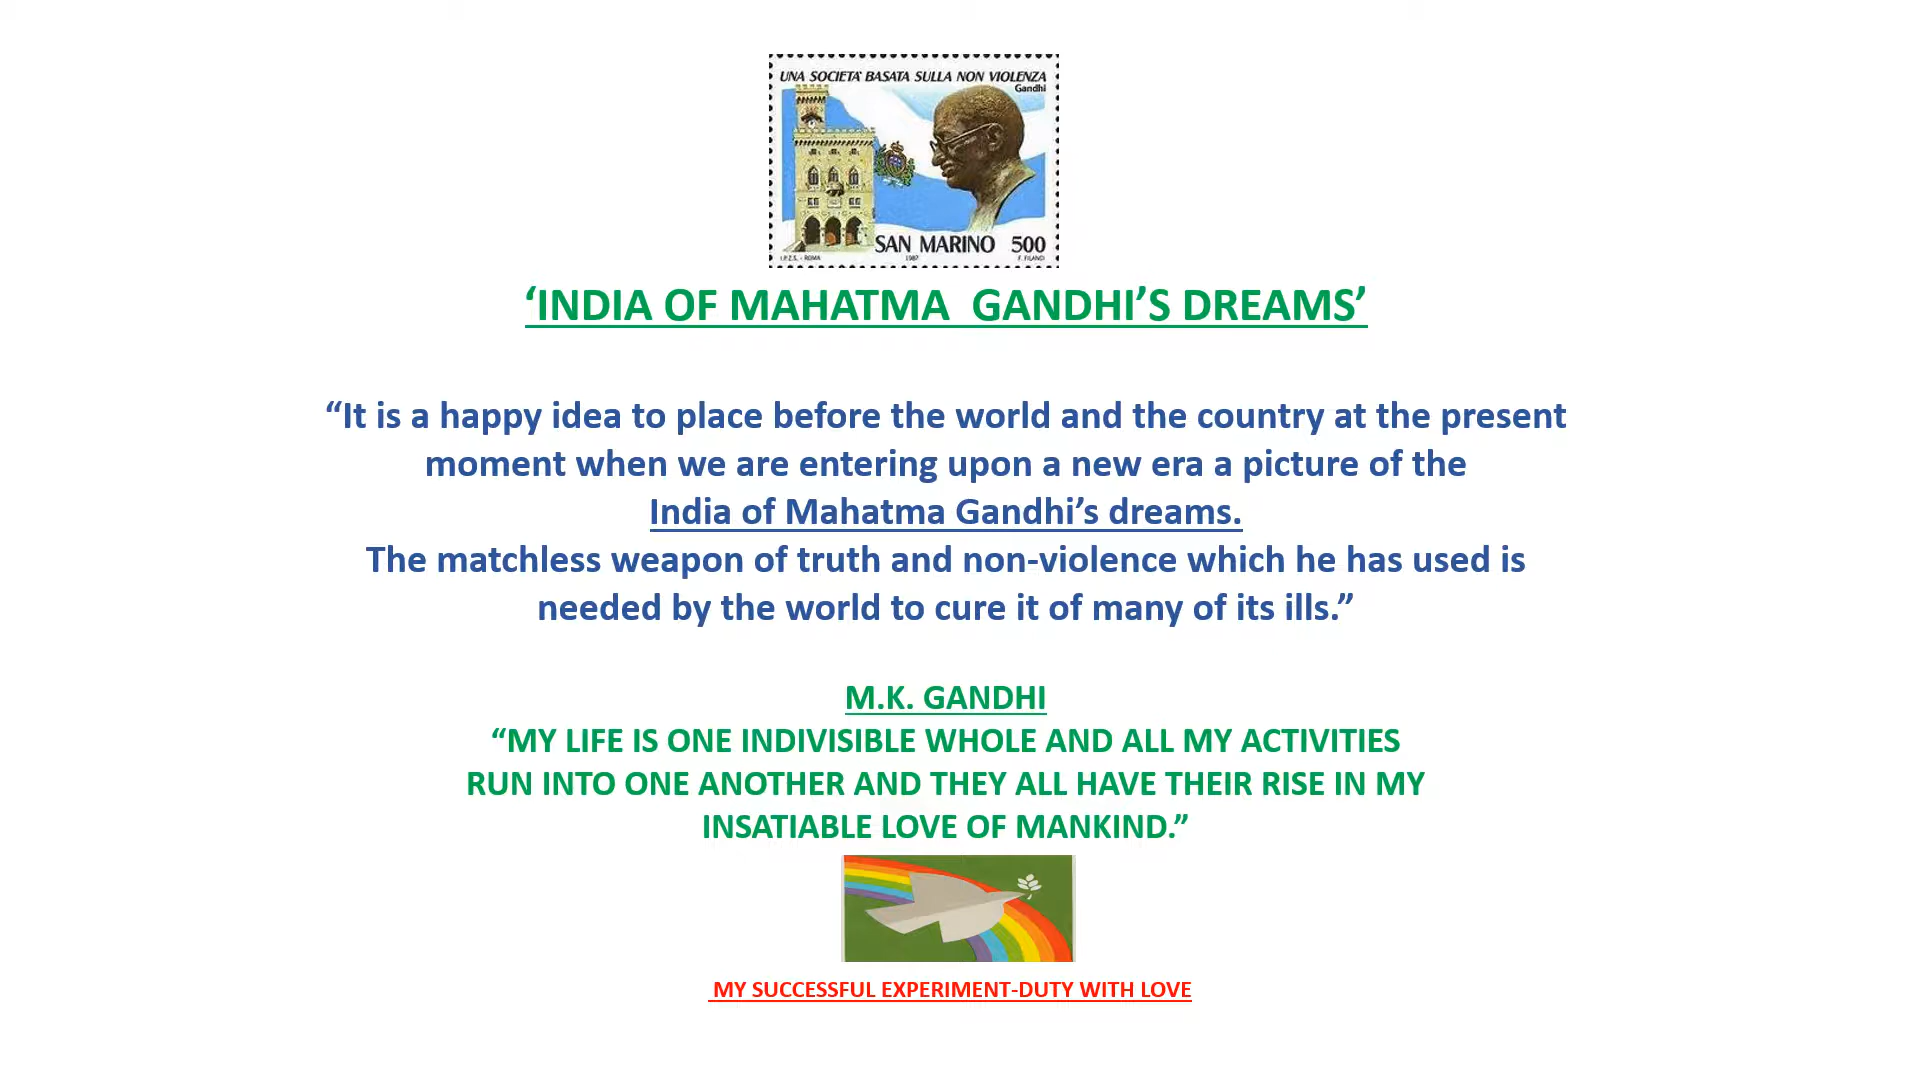 UNA SOCIETA' BASATA SULLA NON VIOLENZA
Gandhi
SAN MARINO 500
I.P.Z.S. - ROMA 1987 F. FILANCI
‘INDIA OF MAHATMA  GANDHI’S DREAMS’
“It is a happy idea to place before the world and the country at the present
moment when we are entering upon a new era a picture of the
India of Mahatma Gandhi’s dreams.
The matchless weapon of truth and non-violence which he has used is
needed by the world to cure it of many of its ills.”
M.K. GANDHI
“MY LIFE IS ONE INDIVISIBLE WHOLE AND ALL MY ACTIVITIES
RUN INTO ONE ANOTHER AND THEY ALL HAVE THEIR RISE IN MY
INSATIABLE LOVE OF MANKIND.”
MY SUCCESSFUL EXPERIMENT-DUTY WITH LOVE